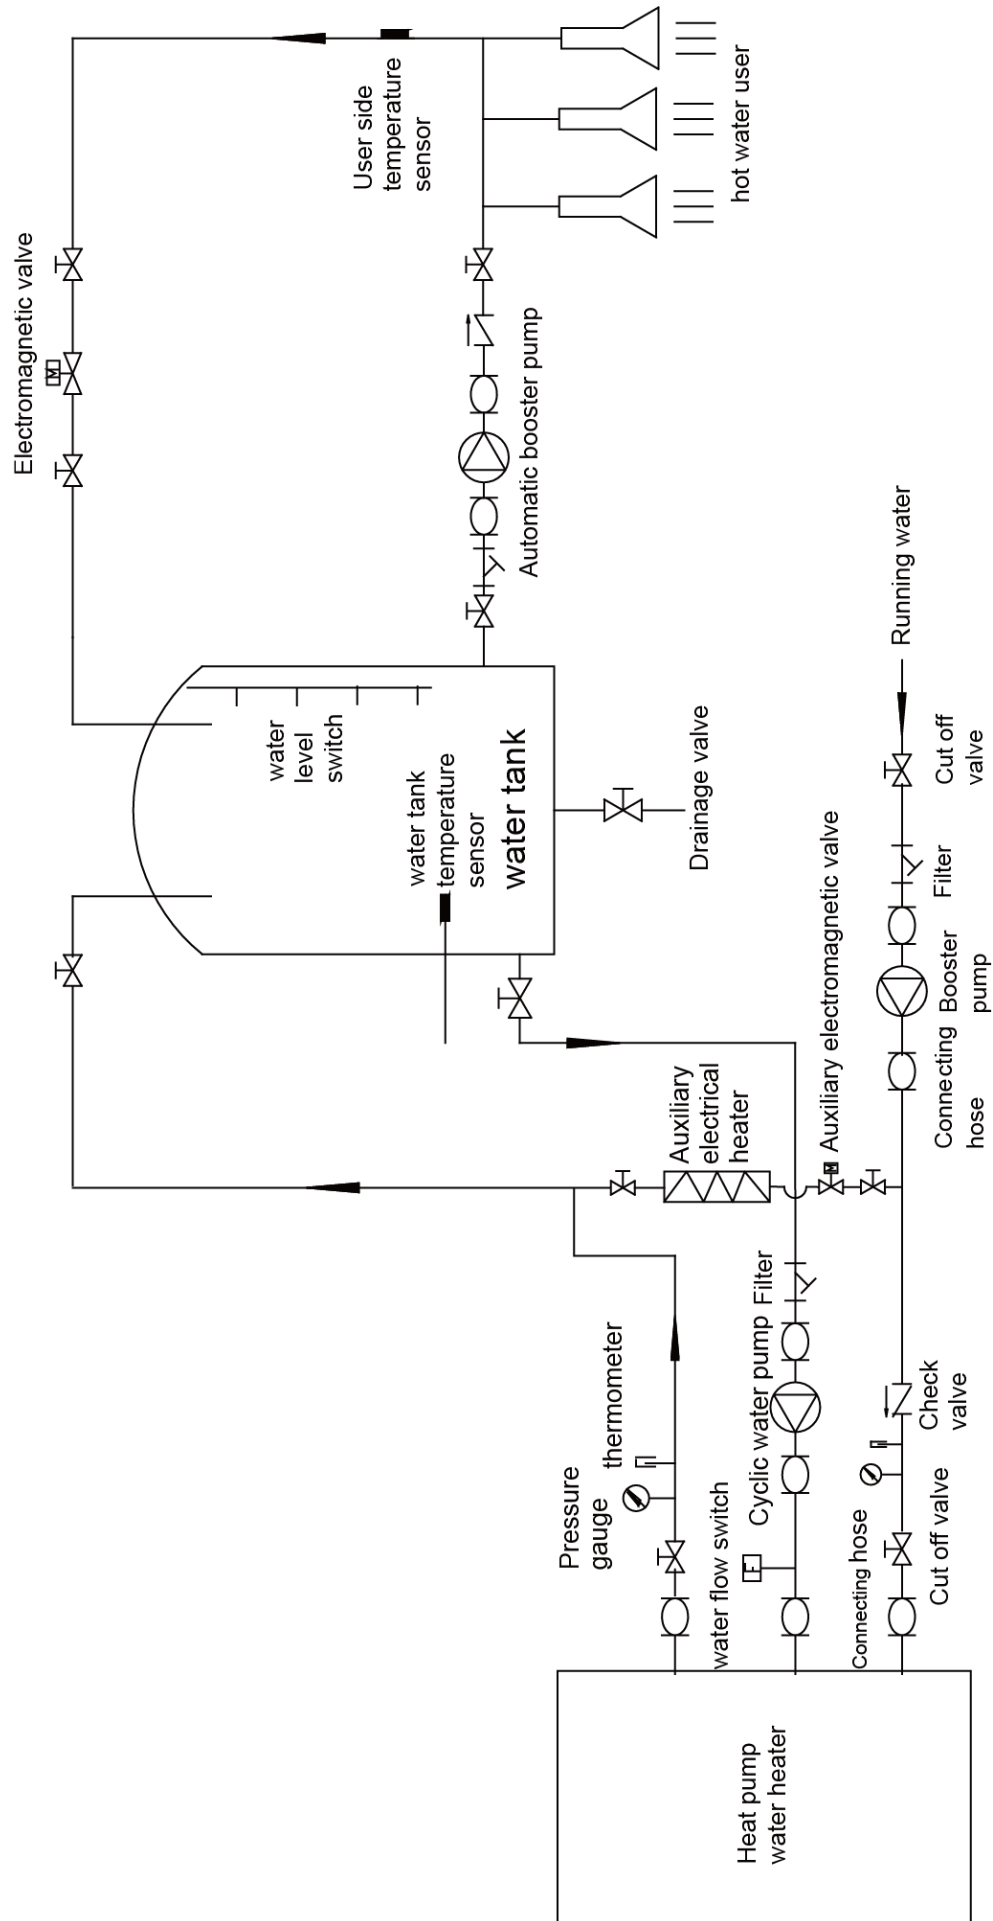 Electromagnetic valve
User side
temperature
sensor
hot water user
Automatic booster pump
water
level
switch
water tank
temperature
sensor
water tank
Drainage valve
Running water
Cut off
valve
Filter
Booster
pump
Connecting
hose
Auxiliary electromagnetic valve
M
M
Auxiliary
electrical
heater
Filter
Cyclic water pump
thermometer
Pressure
gauge
water flow switch
F
Check
valve
Cut off valve
Connecting hose
Heat pump
water heater